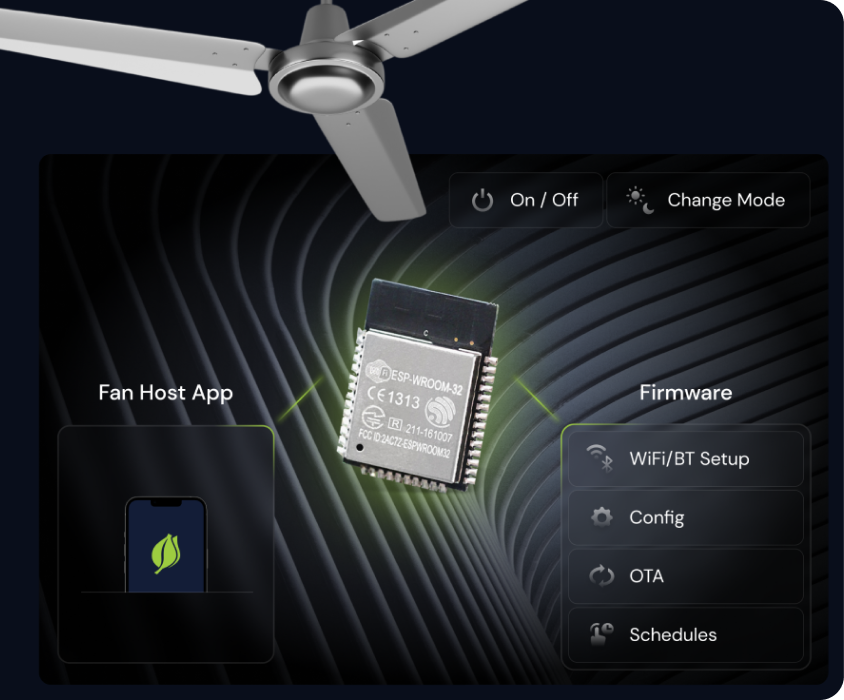 On / Off
Change Mode
ESP-WROOM-32
CE1313
R 211-161007
FCC ID:2AC7Z-ESPWROOM32
Fan Host App
Firmware
WiFi/BT Setup
Config
OTA
Schedules